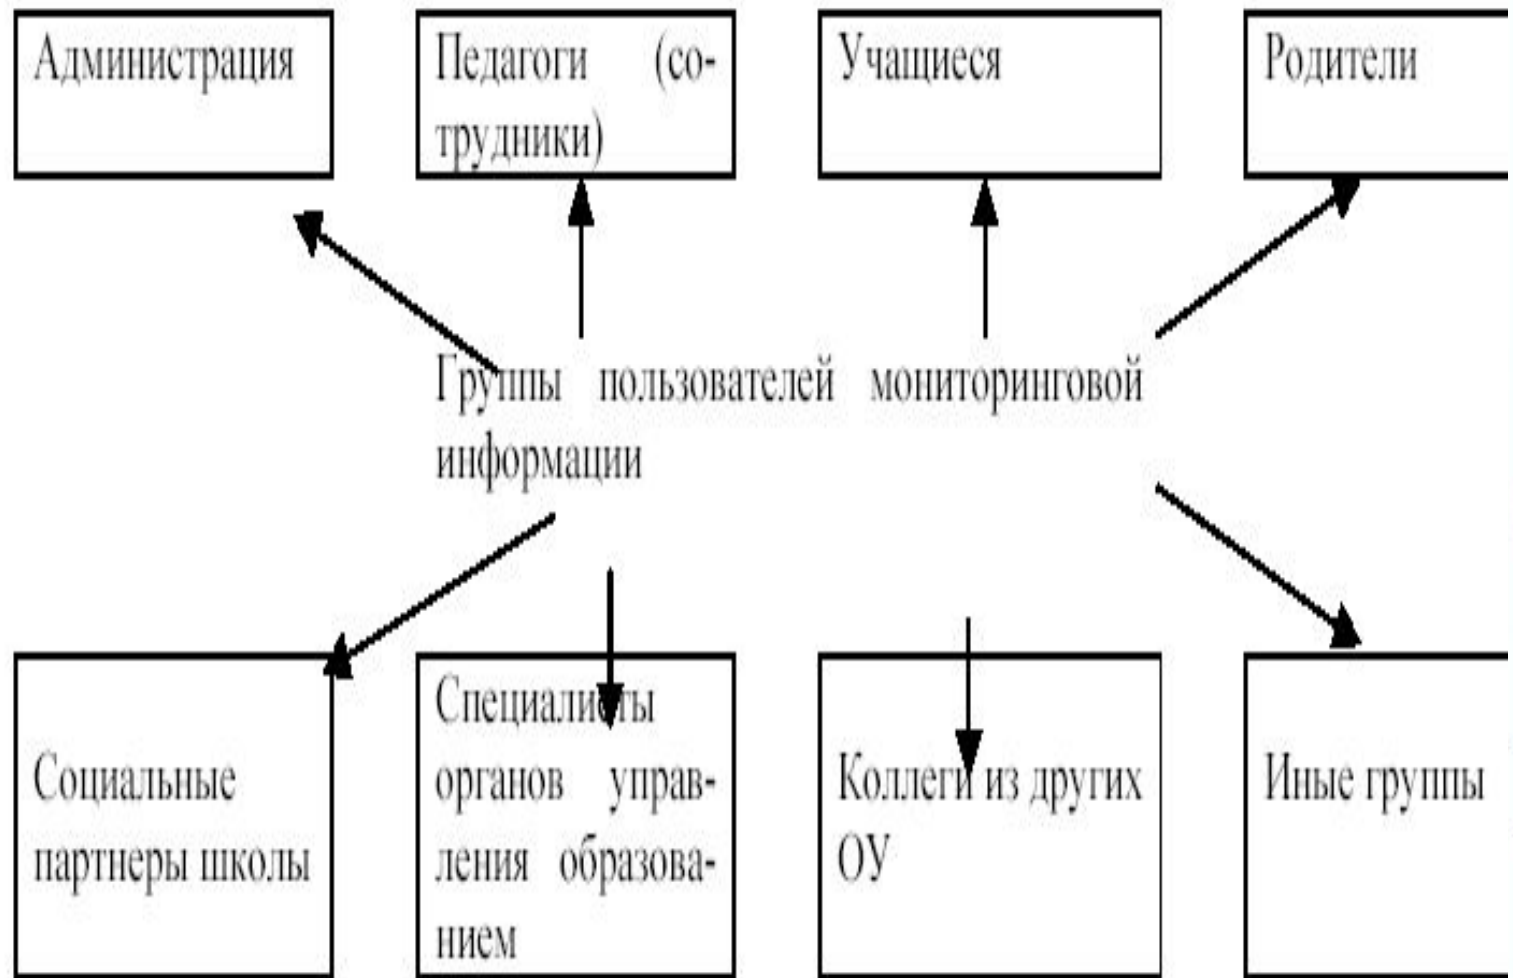 Администрация
Педагоги (со-
трудники)
Учащиеся
Родители
Группы пользователей мониторинговой
информации
Социальные
партнеры школы
Специалисты
органов управ-
ления образова-
нием
Коллеги из других
ОУ
Иные группы